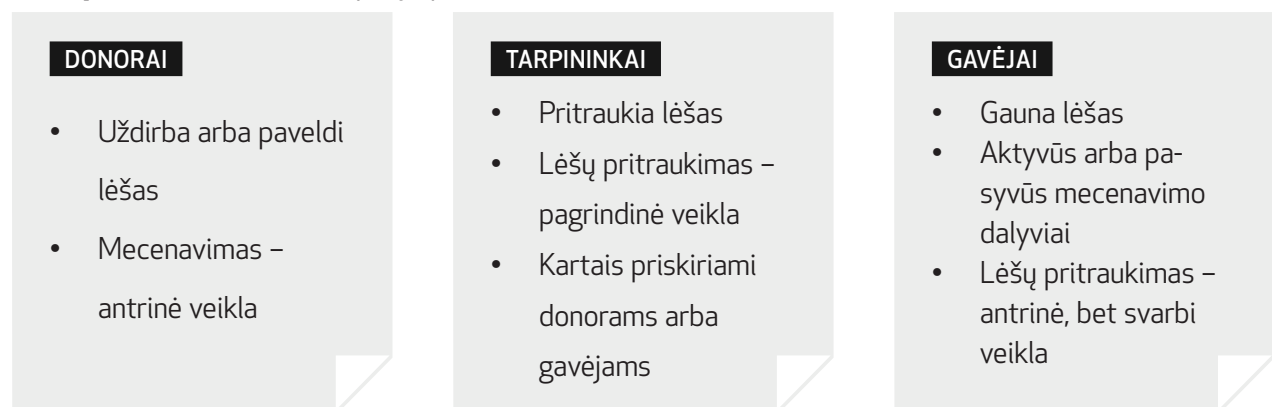 DONORAI
• Uždirba arba paveldi
lėšas
• Mecenavimas –
antrinė veikla
TARPININKAI
• Pritraukia lėšas
• Lėšų pritraukimas –
pagrindinė veikla
• Kartais priskiriami
donorams arba
gavėjams
GAVĖJAI
• Gauna lėšas
• Aktyvūs arba pa-
syvūs mecenavimo
dalyviai
• Lėšų pritraukimas –
antrinė, bet svarbi
veikla